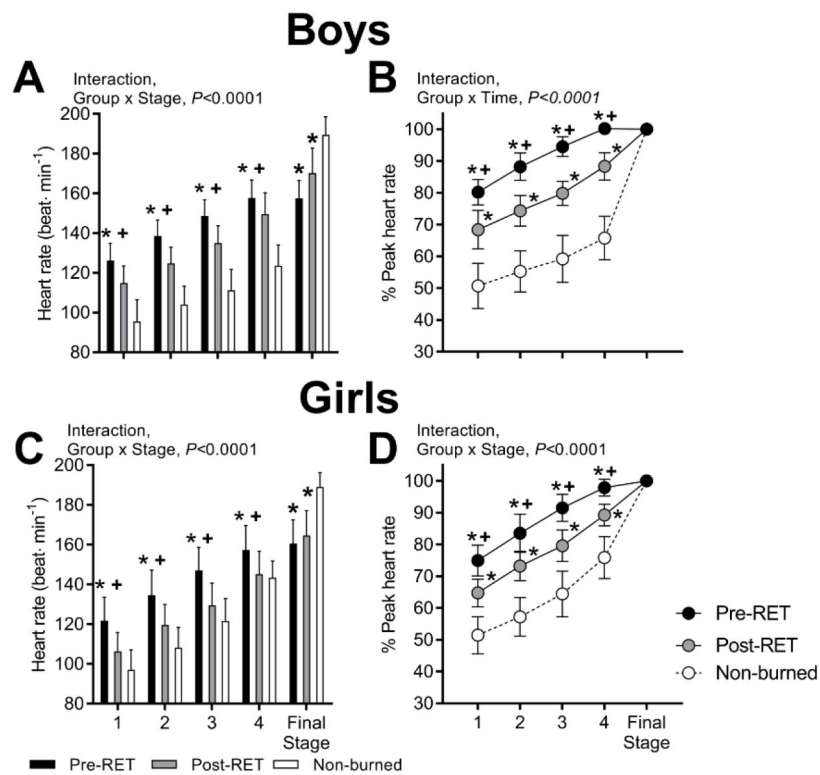 Boys
A
Interaction,
Group x Stage, P<0.0001
Heart rate (beat· min⁻¹)
200
180
160
140
120
100
80
* +
* +
* +
* +
*
*
B
Interaction,
Group x Time, P<0.0001
% Peak heart rate
100
90
80
70
60
50
40
30
*+
*+
*+
*+
*
*
*
*
Girls
C
Interaction,
Group x Stage, P<0.0001
Heart rate (beat· min⁻¹)
200
180
160
140
120
100
80
* +
* +
* +
* +
*
*
1 2 3 4 Final
Stage
D
Interaction,
Group x Stage, P<0.0001
% Peak heart rate
100
90
80
70
60
50
40
30
*+
*+
*+
*+
*
*
*
*
1 2 3 4 Final
Stage
Pre-RET
Post-RET
Non-burned
Pre-RET Post-RET Non-burned